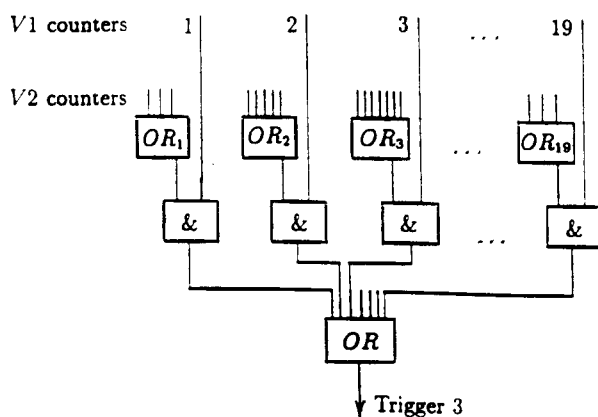 V1 counters 1 2 3 ... 19
V2 counters
OR₁ OR₂ OR₃ ... OR₁₉
& & & ... &
OR
Trigger 3